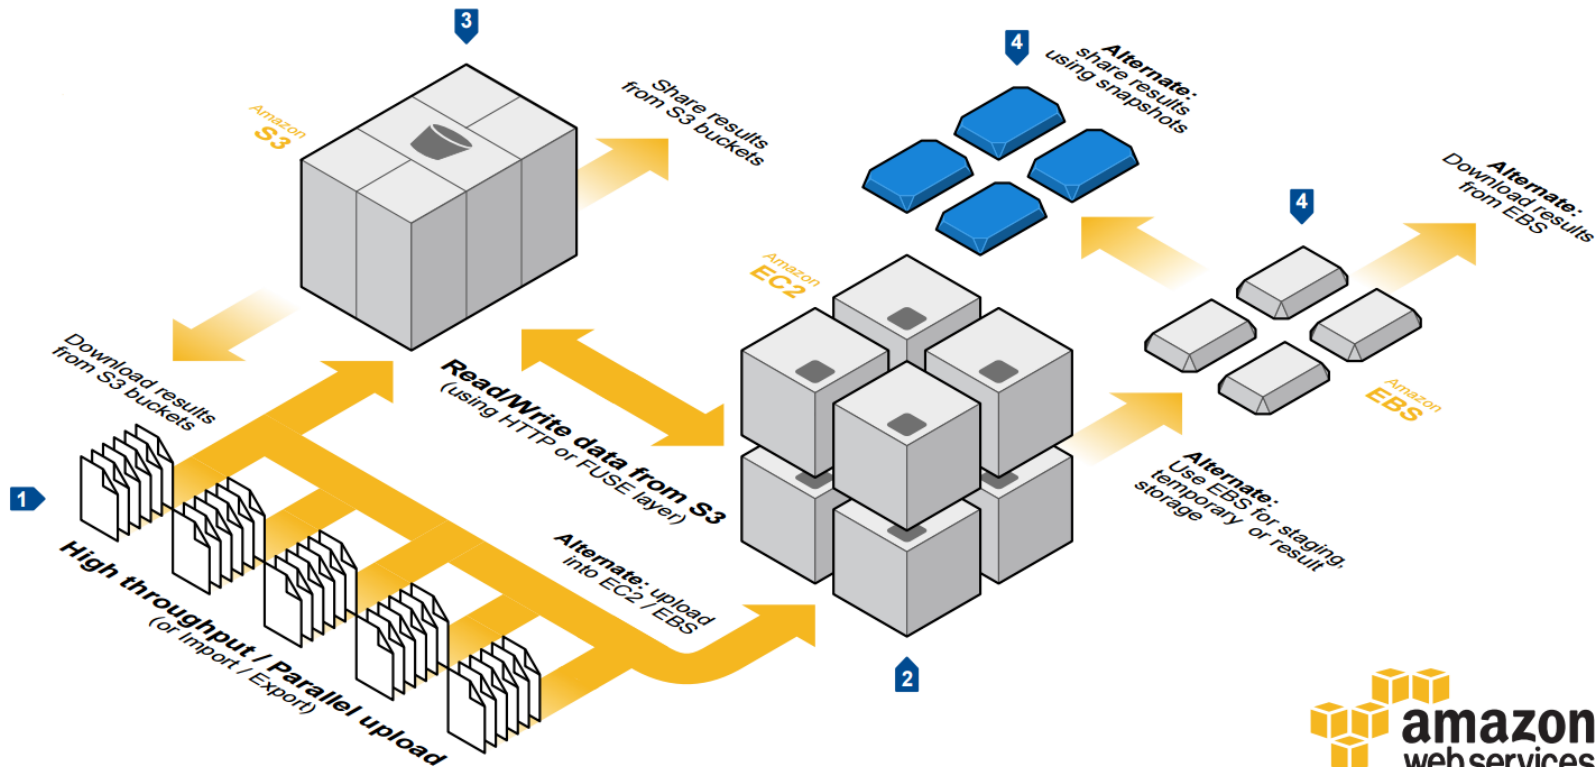 3
Amazon
S3
Share results
from S3 buckets
4
Alternate:
share results
using snapshots
Alternate:
Download results
from EBS
4
Amazon
EC2
Amazon
EBS
Download results
from S3 buckets
Read/Write data from S3
(using HTTP or FUSE layer)
Alternate:
Use EBS for staging,
temporary or result
storage
1
High throughput / Parallel upload
(or Import / Export)
Alternate: upload
into EC2 / EBS
2
amazon
web services